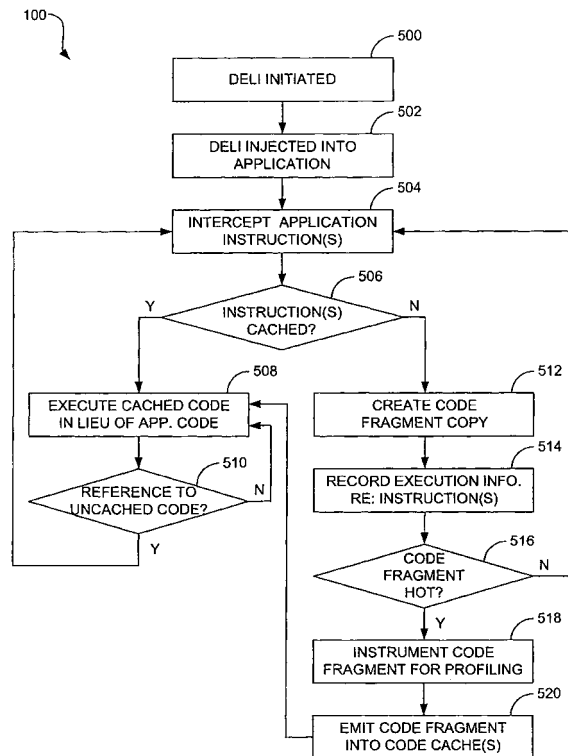 100
500
DELI INITIATED
502
DELI INJECTED INTO
APPLICATION
504
INTERCEPT APPLICATION
INSTRUCTION(S)
506
Y
INSTRUCTION(S)
CACHED?
N
508
EXECUTE CACHED CODE
IN LIEU OF APP. CODE
510
REFERENCE TO
UNCACHED CODE?
N
Y
512
CREATE CODE
FRAGMENT COPY
514
RECORD EXECUTION INFO.
RE: INSTRUCTION(S)
516
CODE
FRAGMENT
HOT?
N
Y
518
INSTRUMENT CODE
FRAGMENT FOR PROFILING
520
EMIT CODE FRAGMENT
INTO CODE CACHE(S)